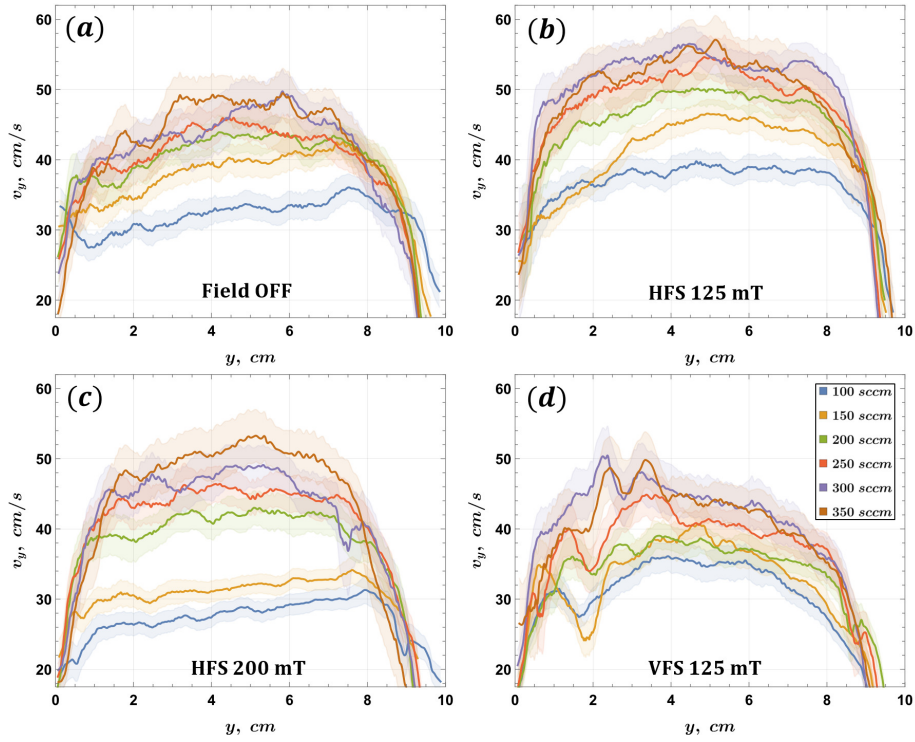 (a)
60
50
40
30
20
v_y, cm/s
Field OFF
0 2 4 6 8 10
y, cm
(b)
60
50
40
30
20
v_y, cm/s
HFS 125 mT
0 2 4 6 8 10
y, cm
(c)
60
50
40
30
20
v_y, cm/s
HFS 200 mT
0 2 4 6 8 10
y, cm
(d)
60
50
40
30
20
v_y, cm/s
100 sccm
150 sccm
200 sccm
250 sccm
300 sccm
350 sccm
VFS 125 mT
0 2 4 6 8 10
y, cm